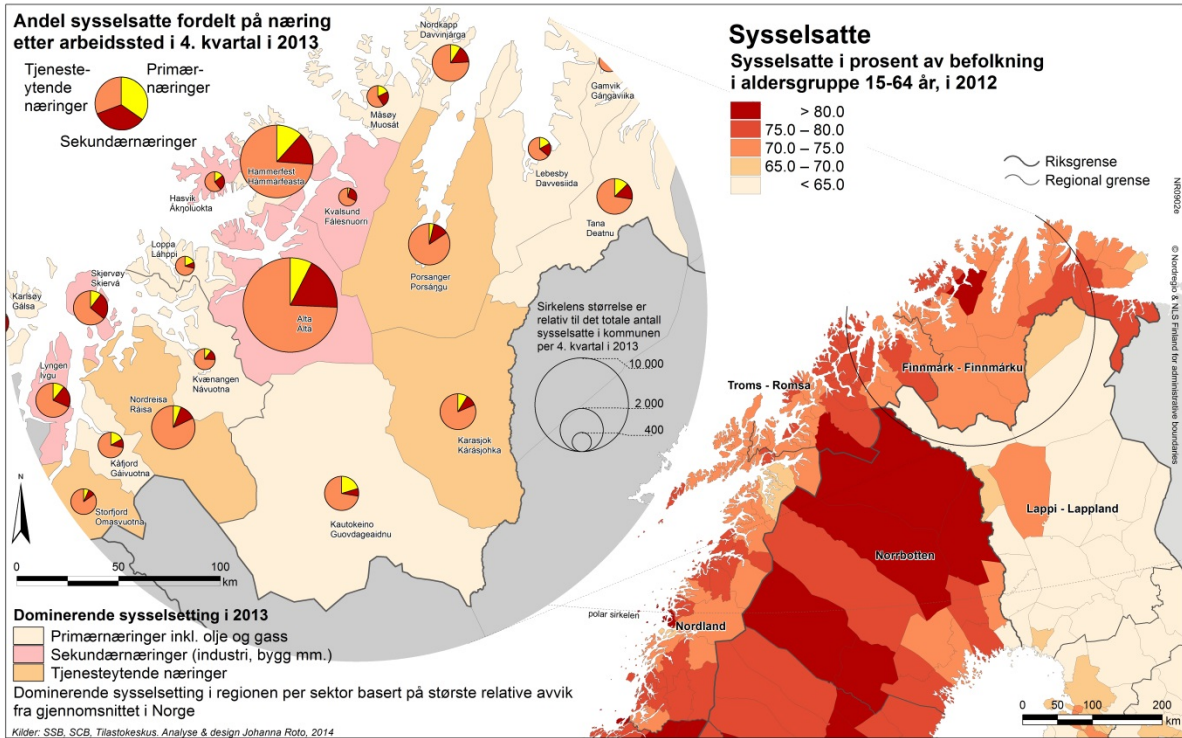 Andel sysselsatte fordelt på næring
etter arbeidssted i 4. kvartal i 2013
Tjeneste-
ytende
næringer
Primær-
næringer
Sekundærnæringer
Nordkapp
Davvinjárga
Gamvik
Gáŋgaviika
Måsøy
Muosát
Hammerfest
Hámmárfeasta
Lebesby
Davvesiida
Hasvik
Ákŋoluokta
Kvalsund
Fálesnuorri
Tana
Deatnu
Loppa
Láhppi
Porsanger
Porsáŋgu
Skjervøy
Skiervá
Karlsøy
Gálsa
Alta
Álta
Lyngen
Ivgu
Kvænangen
Návuotna
Nordreisa
Ráisa
Karasjok
Kárásjohka
Kåfjord
Gáivuotna
Kautokeino
Guovdageaidnu
Storfjord
Omasvuotna
Sirkelens størrelse er
relativ til det totale antall
sysselsatte i kommunen
per 4. kvartal i 2013
10 000
2 000
400
N
0 50 100
km
Dominerende sysselsetting i 2013
Primærnæringer inkl. olje og gass
Sekundærnæringer (industri, bygg mm.)
Tjenesteytende næringer
Dominerende sysselsetting i regionen per sektor basert på største relative avvik
fra gjennomsnittet i Norge
Kilder: SSB, SCB, Tilastokeskus. Analyse & design Johanna Roto, 2014
Sysselsatte
Sysselsatte i prosent av befolkning
i aldersgruppe 15-64 år, i 2012
> 80.0
75.0 – 80.0
70.0 – 75.0
65.0 – 70.0
< 65.0
Riksgrense
Regional grense
NR0902e
© Nordregio & NLS Finland for administrative boundaries
Finnmark - Finnmárku
Troms - Romsa
Lappi - Lappland
Norrbotten
polar sirkelen
Nordland
0 100 200
km